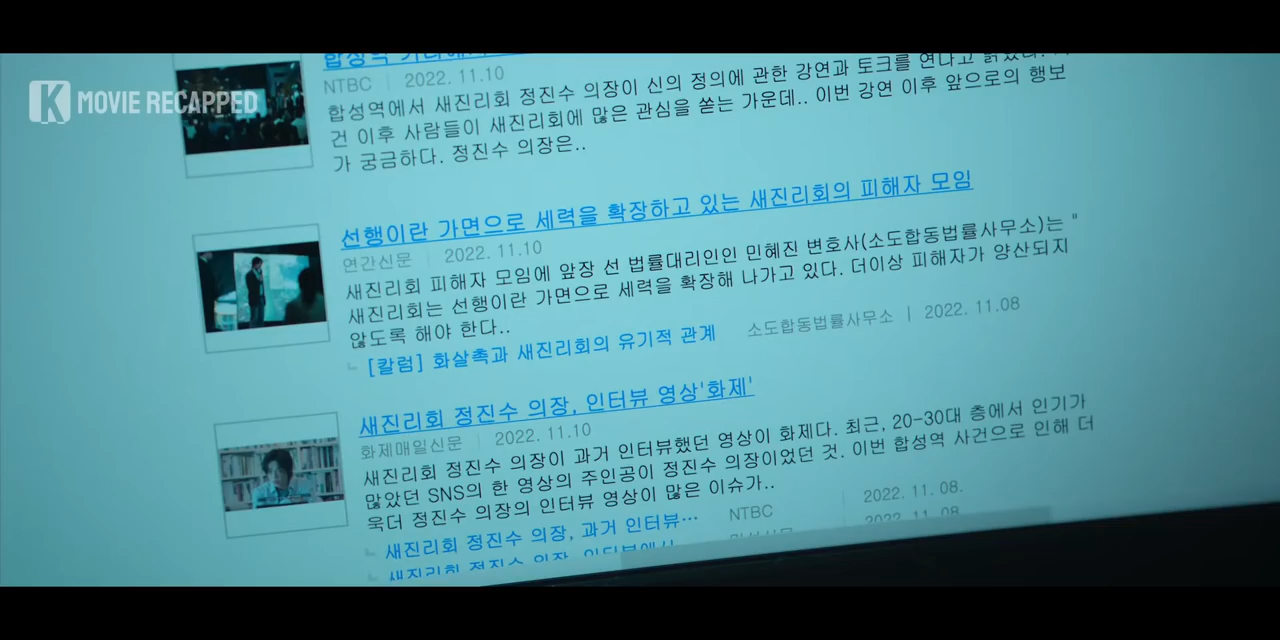 K MOVIE RECAPPED
합성역
NTBC | 2022. 11.10
합성역에서 새진리회 정진수 의장이 신의 정의에 관한 강연과 토크를 연다고
건 이후 사람들이 새진리회에 많은 관심을 쏟는 가운데.. 이번 강연 이후 앞으로의 행보
가 궁금하다. 정진수 의장은..
선행이란 가면으로 세력을 확장하고 있는 새진리회의 피해자 모임
연간신문 | 2022. 11.10
새진리회 피해자 모임에 앞장 선 법률대리인인 민혜진 변호사(소도합동법률사무소)는 "
새진리회는 선행이란 가면으로 세력을 확장해 나가고 있다. 더이상 피해자가 양산되지
않도록 해야 한다..
[칼럼] 화살촉과 새진리회의 유기적 관계 소도합동법률사무소 | 2022. 11.08
새진리회 정진수 의장, 인터뷰 영상'화제'
화제매일신문 | 2022. 11.10
새진리회 정진수 의장이 과거 인터뷰했던 영상이 화제다. 최근, 20-30대 층에서 인기가
많았던 SNS의 한 영상의 주인공이 정진수 의장이었던 것. 이번 합성역 사건으로 인해 더
욱더 정진수 의장의 인터뷰 영상이 많은 이슈가..
새진리회 정진수 의장, 과거 인터뷰… NTBC 2022. 11. 08.
새진리회 정진수 의장, 2022. 11. 08